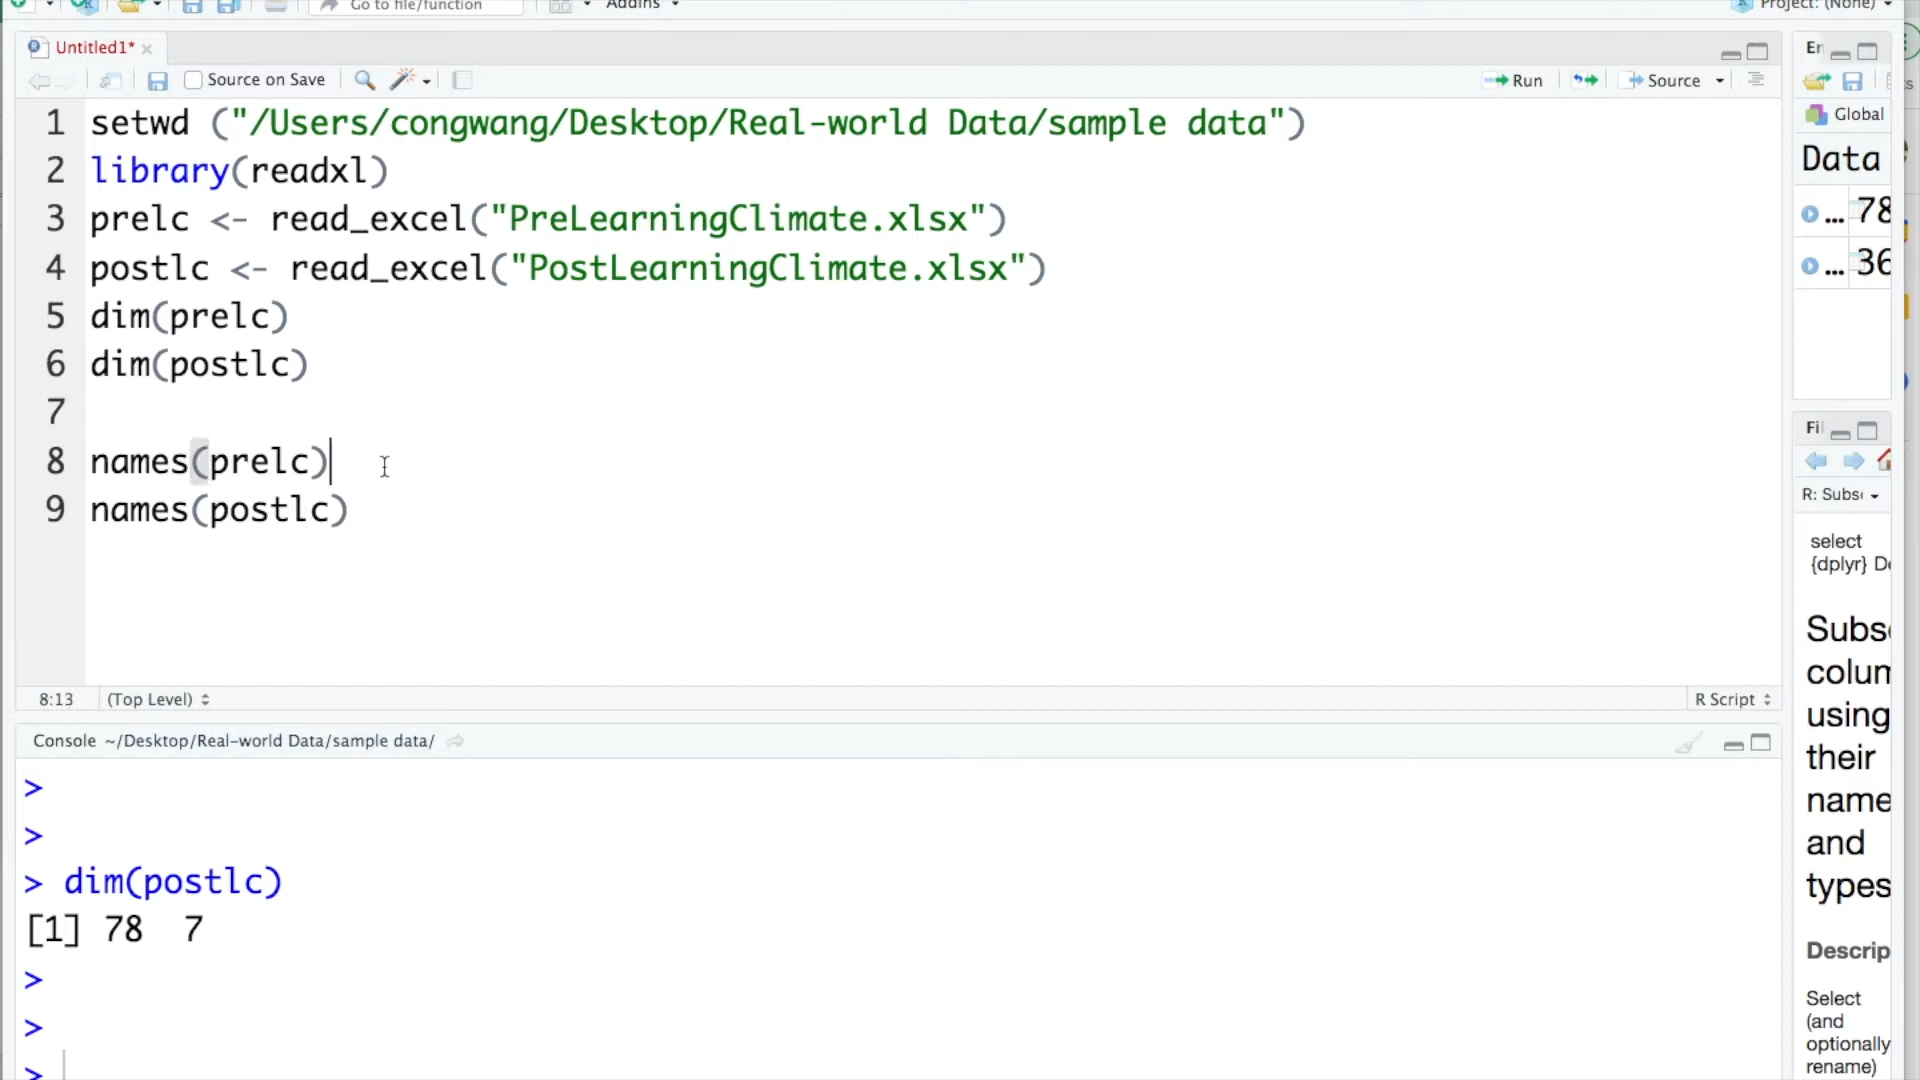 Go to file/function
Addins
Project: (None)
Untitled1*
Source on Save
Run
Source
1 setwd ("/Users/congwang/Desktop/Real-world Data/sample data")
2 library(readxl)
3 prelc <- read_excel("PreLearningClimate.xlsx")
4 postlc <- read_excel("PostLearningClimate.xlsx")
5 dim(prelc)
6 dim(postlc)
7
8 names(prelc)
9 names(postlc)
8:13 (Top Level)
R Script
Console ~/Desktop/Real-world Data/sample data/
>
>
> dim(postlc)
[1] 78 7
>
>
>
Global
Data
... 78
... 36
Fil
R: Subs
select
{dplyr}
Subs
colum
using
their
name
and
types
Descrip
Select
(and
optionally
rename)